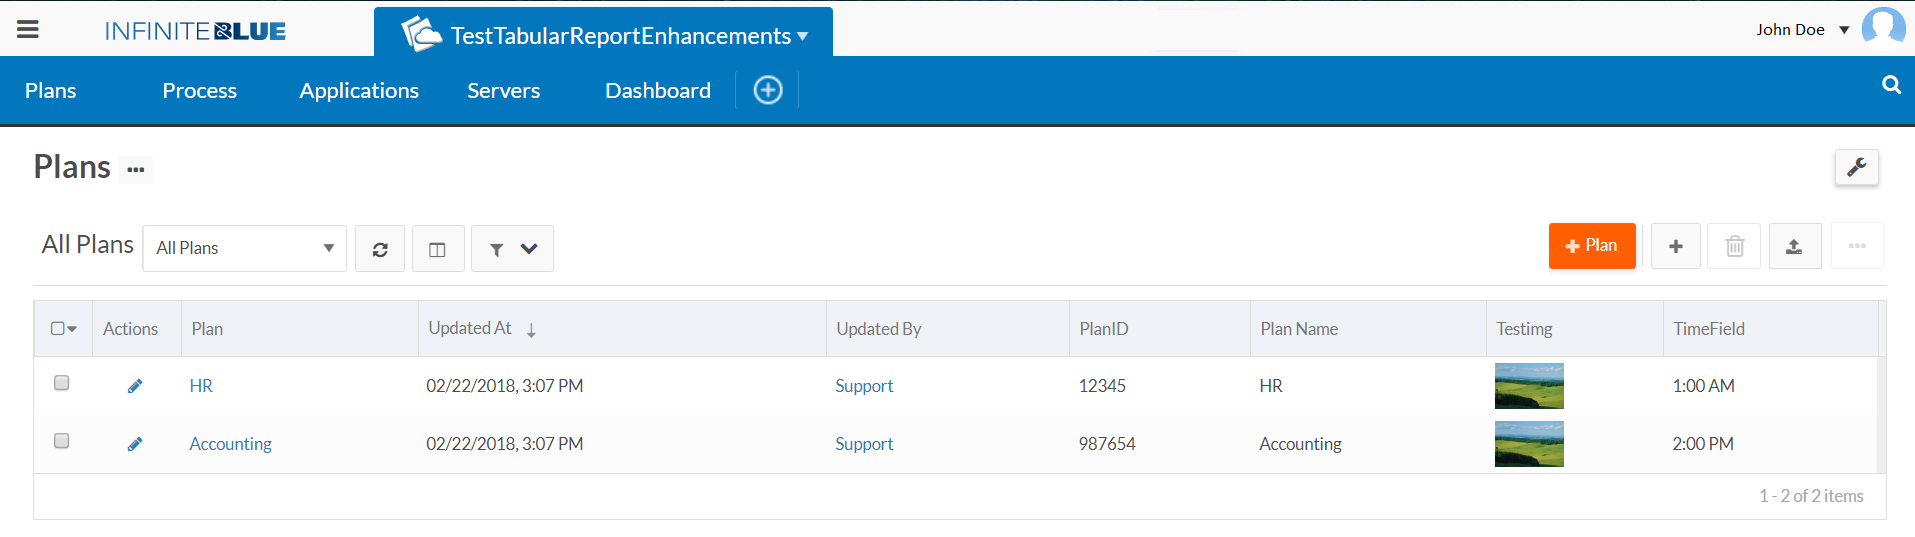 INFINITEBLUE
TestTabularReportEnhancements
John Doe
Plans Process Applications Servers Dashboard
Plans
All Plans All Plans
Plan
Actions Plan Updated At Updated By PlanID Plan Name Testimg TimeField
HR 02/22/2018, 3:07 PM Support 12345 HR 1:00 AM
Accounting 02/22/2018, 3:07 PM Support 987654 Accounting 2:00 PM
1 - 2 of 2 items